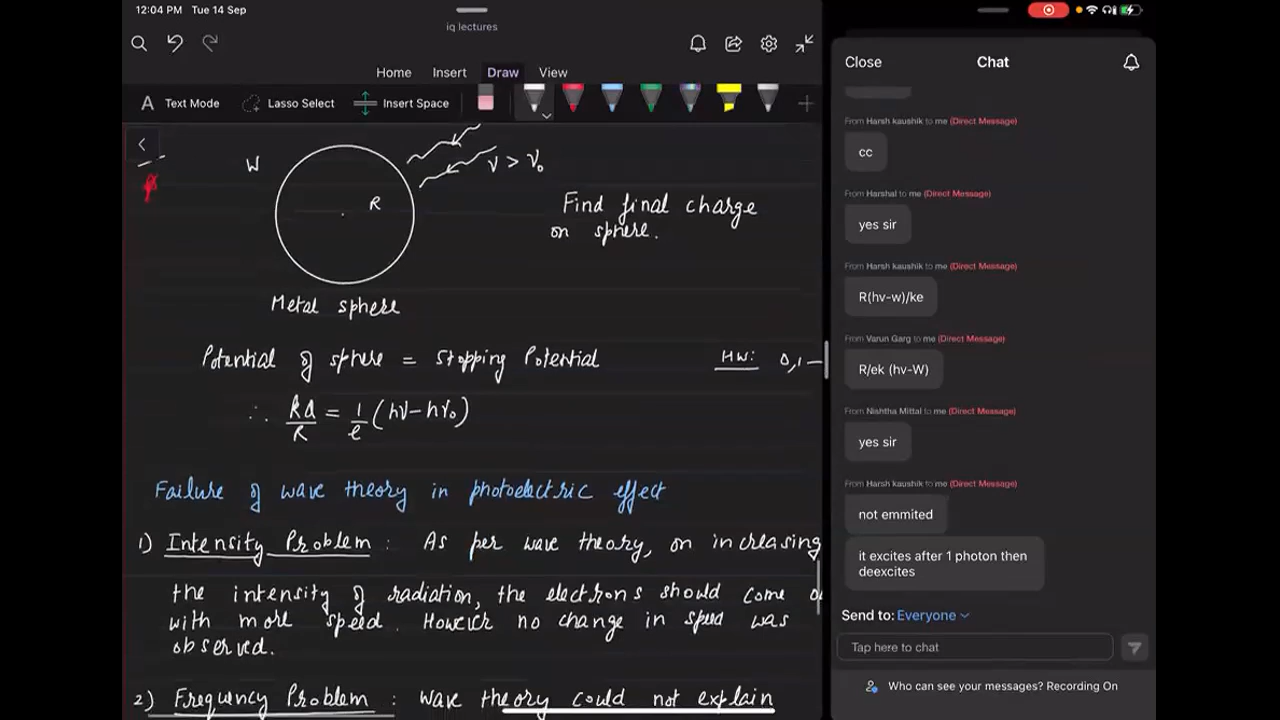 12:04 PM Tue 14 Sep
iq lectures
Home Insert Draw View
A Text Mode Lasso Select Insert Space
W
R
ν > ν₀
Find final charge
on sphere.
Metal sphere
Potential of sphere = Stopping Potential
HW: 0,1 —
∴ kQ/R = 1/e (hν - hν₀)
Failure of wave theory in photoelectric effect
1) Intensity Problem : As per wave theory, on increasing
the intensity of radiation, the electrons should come
with more speed. However no change in speed was
observed.
2) Frequency Problem : Wave theory could not explain
Close Chat
From Harsh kaushik to me (Direct Message)
cc
From Harshal to me (Direct Message)
yes sir
From Harsh kaushik to me (Direct Message)
R(hv-w)/ke
From Varun Garg to me (Direct Message)
R/ek (hv-W)
From Nishtha Mittal to me (Direct Message)
yes sir
From Harsh kaushik to me (Direct Message)
not emmited
it excites after 1 photon then
deexcites
Send to: Everyone
Tap here to chat
Who can see your messages? Recording On